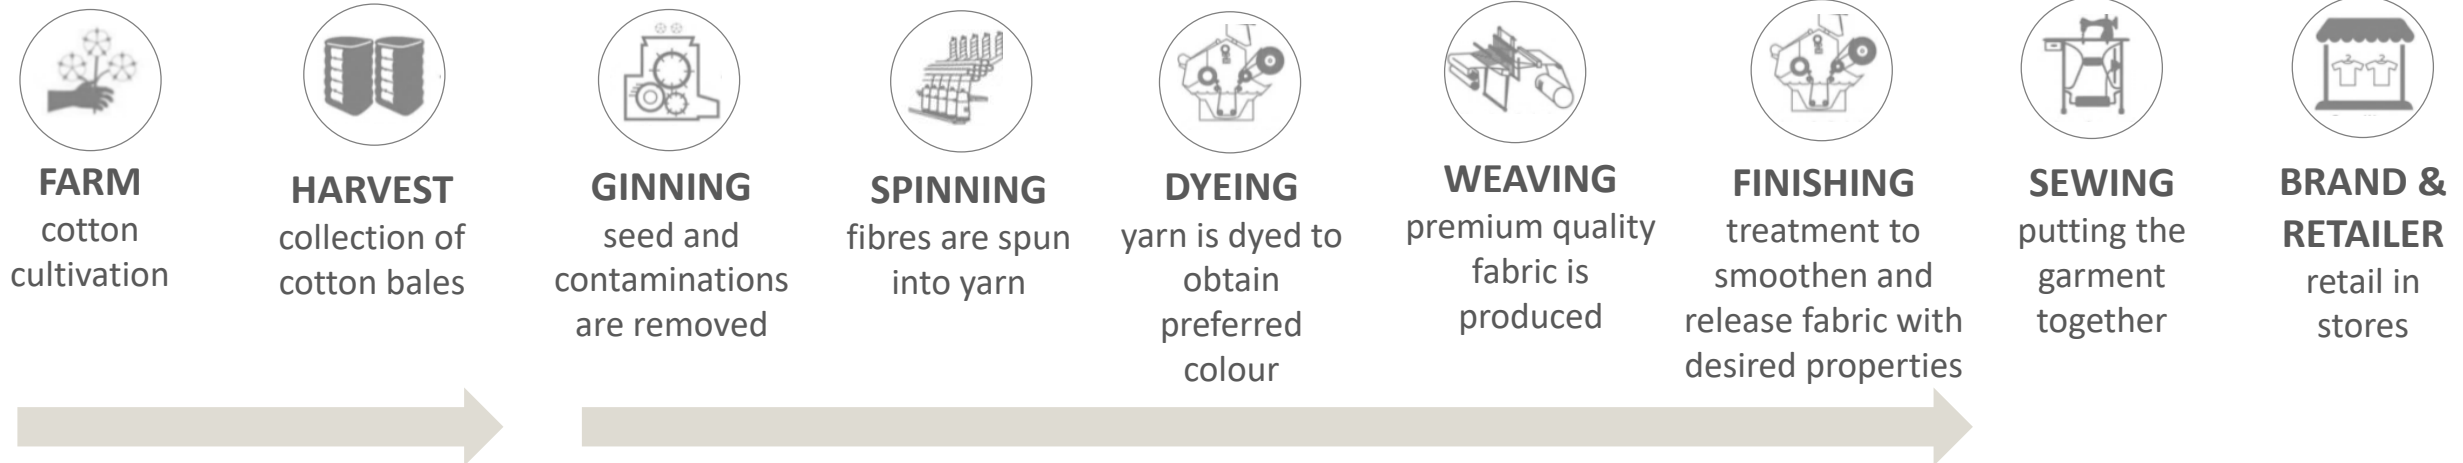 FARM
cotton
cultivation
HARVEST
collection of
cotton bales
GINNING
seed and
contaminations
are removed
SPINNING
fibres are spun
into yarn
DYEING
yarn is dyed to
obtain
preferred
colour
WEAVING
premium quality
fabric is
produced
FINISHING
treatment to
smoothen and
release fabric with
desired properties
SEWING
putting the
garment
together
BRAND &
RETAILER
retail in
stores